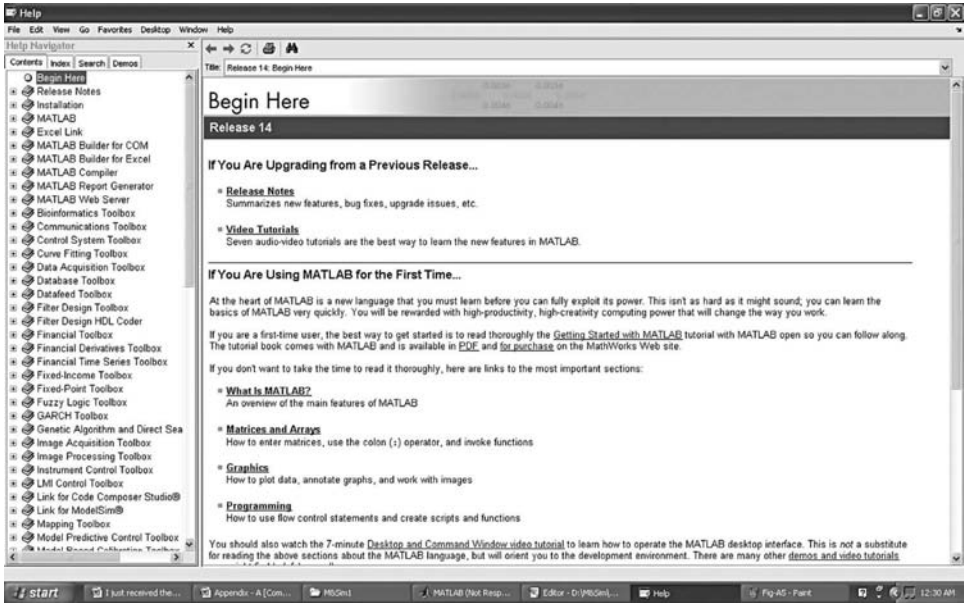 Help
File Edit View Go Favorites Desktop Window Help
Help Navigator
Contents Index Search Demos
Title: Release 14: Begin Here
Begin Here
Release Notes
Installation
MATLAB
Excel Link
MATLAB Builder for COM
MATLAB Builder for Excel
MATLAB Compiler
MATLAB Report Generator
MATLAB Web Server
Bioinformatics Toolbox
Communications Toolbox
Control System Toolbox
Curve Fitting Toolbox
Data Acquisition Toolbox
Database Toolbox
Datafeed Toolbox
Filter Design Toolbox
Filter Design HDL Coder
Financial Toolbox
Financial Derivatives Toolbox
Financial Time Series Toolbox
Fixed-Income Toolbox
Fixed-Point Toolbox
Fuzzy Logic Toolbox
GARCH Toolbox
Genetic Algorithm and Direct Sea
Image Acquisition Toolbox
Image Processing Toolbox
Instrument Control Toolbox
LMI Control Toolbox
Link for Code Composer Studio®
Link for ModelSim®
Mapping Toolbox
Model Predictive Control Toolbox
Begin Here
Release 14
If You Are Upgrading from a Previous Release...
Release Notes
Summarizes new features, bug fixes, upgrade issues, etc.
Video Tutorials
Seven audio-video tutorials are the best way to learn the new features in MATLAB.
If You Are Using MATLAB for the First Time...
At the heart of MATLAB is a new language that you must learn before you can fully exploit its power. This isn't as hard as it might sound; you can learn the
basics of MATLAB very quickly. You will be rewarded with high-productivity, high-creativity computing power that will change the way you work.
If you are a first-time user, the best way to get started is to read thoroughly the Getting Started with MATLAB tutorial with MATLAB open so you can follow along.
The tutorial book comes with MATLAB and is available in PDF and for purchase on the MathWorks Web site.
If you don't want to take the time to read it thoroughly, here are links to the most important sections:
What Is MATLAB?
An overview of the main features of MATLAB
Matrices and Arrays
How to enter matrices, use the colon (:) operator, and invoke functions
Graphics
How to plot data, annotate graphs, and work with images
Programming
How to use flow control statements and create scripts and functions
You should also watch the 7-minute Desktop and Command Window video tutorial to learn how to operate the MATLAB desktop interface. This is not a substitute
for reading the above sections about the MATLAB language, but will orient you to the development environment. There are many other demos and video tutorials
start
I just received the...
Appendix - A [Com...
M6Sim1
MATLAB (Not Resp...
Editor - D:\M6Sim\...
Help
Fig-A5 - Paint
12:30 AM